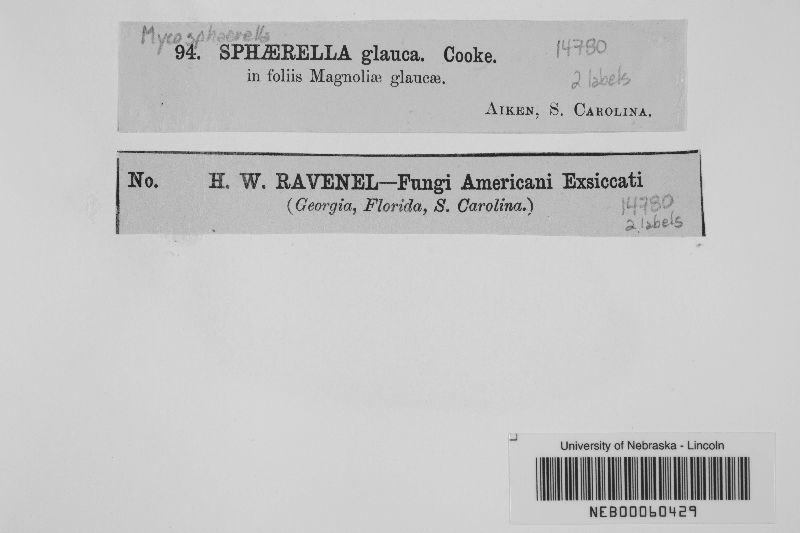 Mycosphaerella
94. SPHÆRELLA glauca. Cooke. 14780
in foliis Magnoliæ glaucæ. 2 labels
AIKEN, S. CAROLINA.
No. H. W. RAVENEL—Fungi Americani Exsiccati
(Georgia, Florida, S. Carolina.) 14780
2 labels
University of Nebraska - Lincoln
NEB00060429